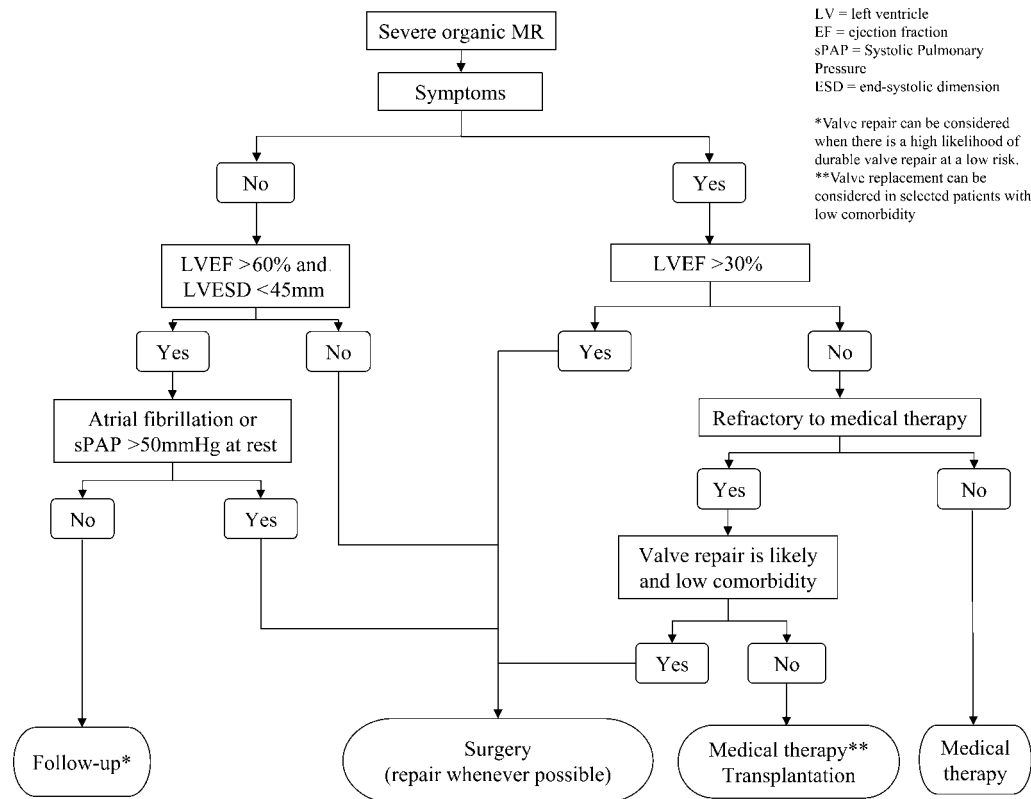 Severe organic MR
Symptoms
No
Yes
LVEF >60% and.
LVESD <45mm
LVEF >30%
Yes
No
Yes
No
Atrial fibrillation or
sPAP >50mmHg at rest
Refractory to medical therapy
No
Yes
Yes
No
Valve repair is likely
and low comorbidity
Yes
No
Follow-up*
Surgery
(repair whenever possible)
Medical therapy**
Transplantation
Medical
therapy
LV = left ventricle
EF = ejection fraction
sPAP = Systolic Pulmonary
Pressure
ESD = end-systolic dimension
*Valve repair can be considered
when there is a high likelihood of
durable valve repair at a low risk.
**Valve replacement can be
considered in selected patients with
low comorbidity